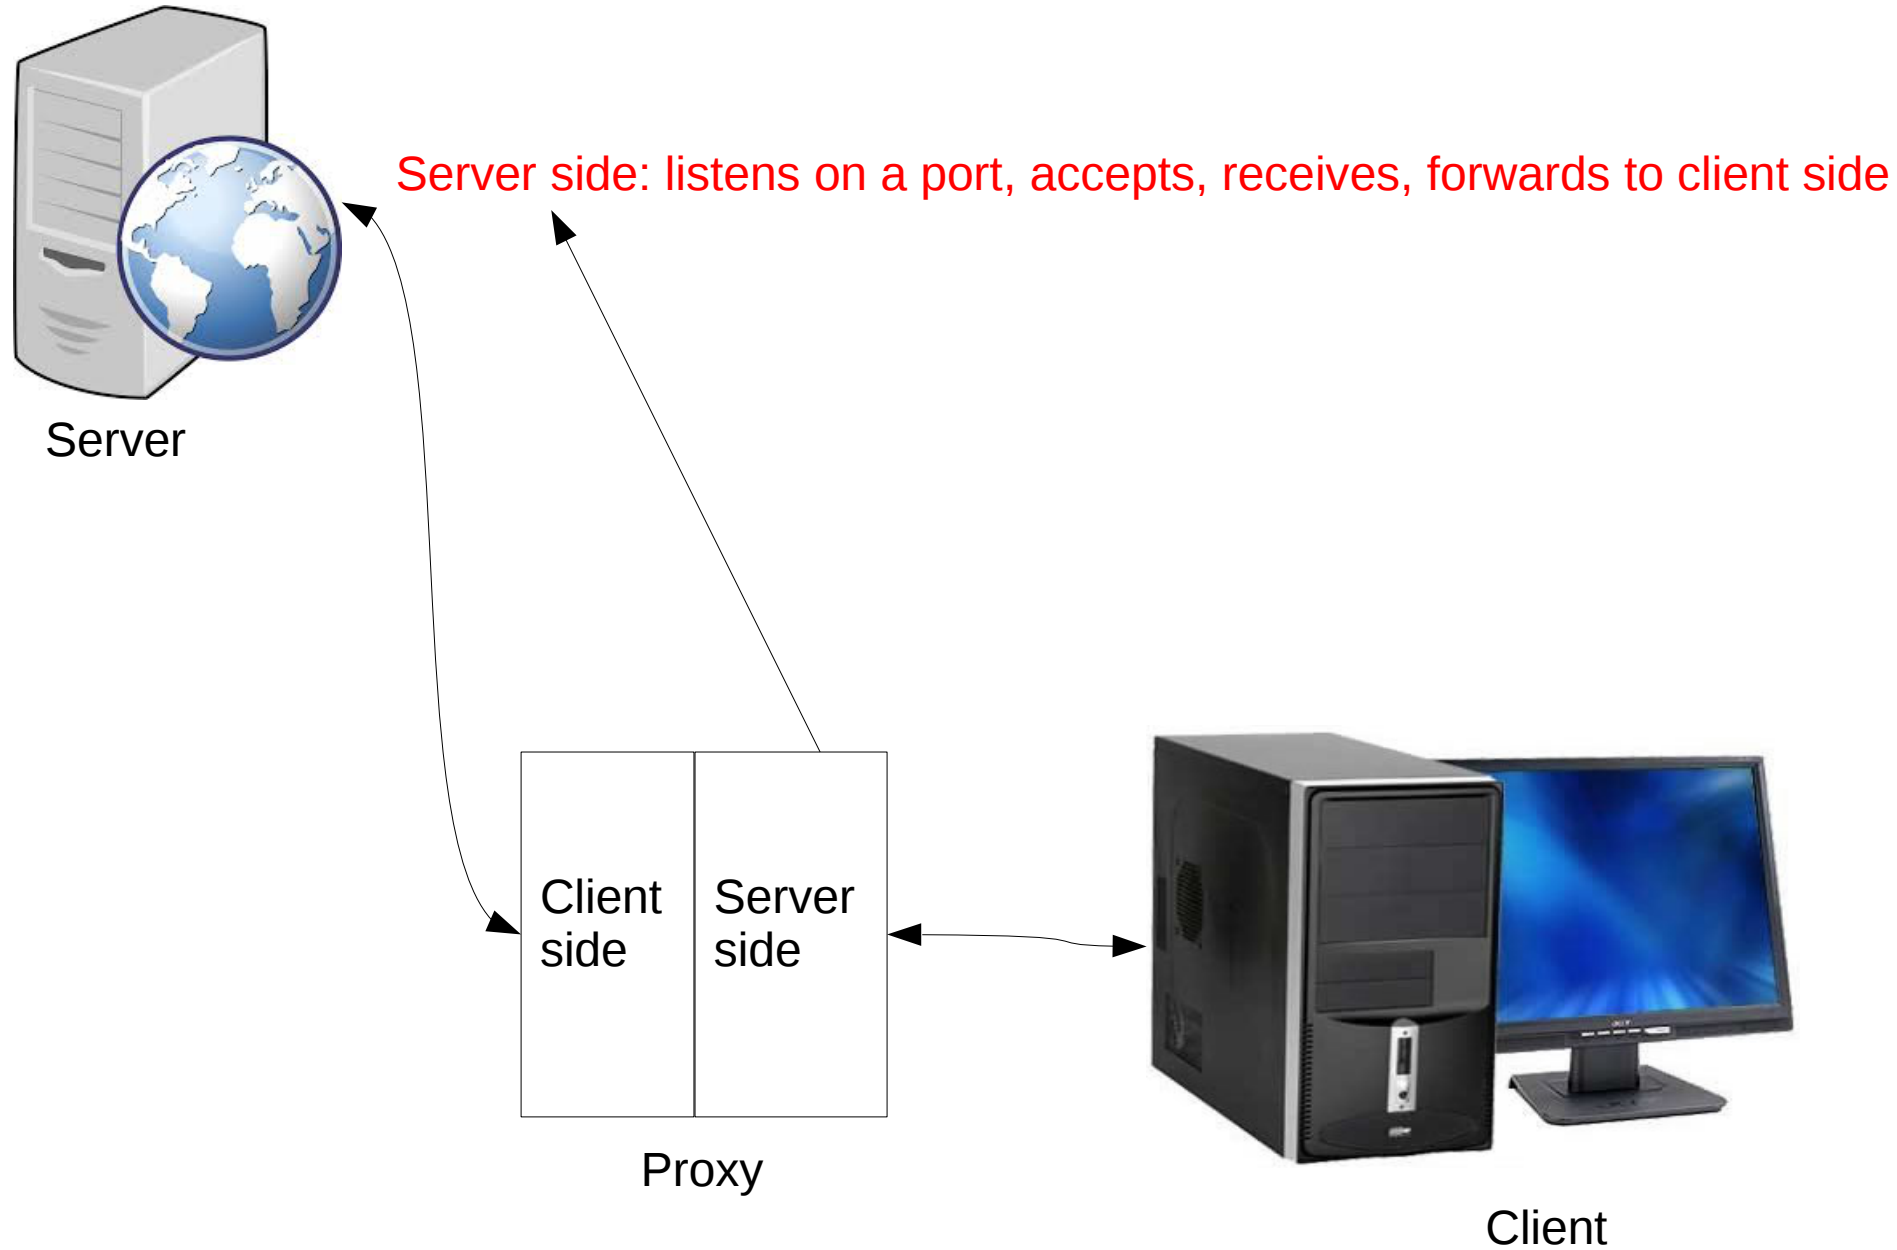 Server side: listens on a port, accepts, receives, forwards to client side
Server
Client
side
Server
side
Proxy
Client